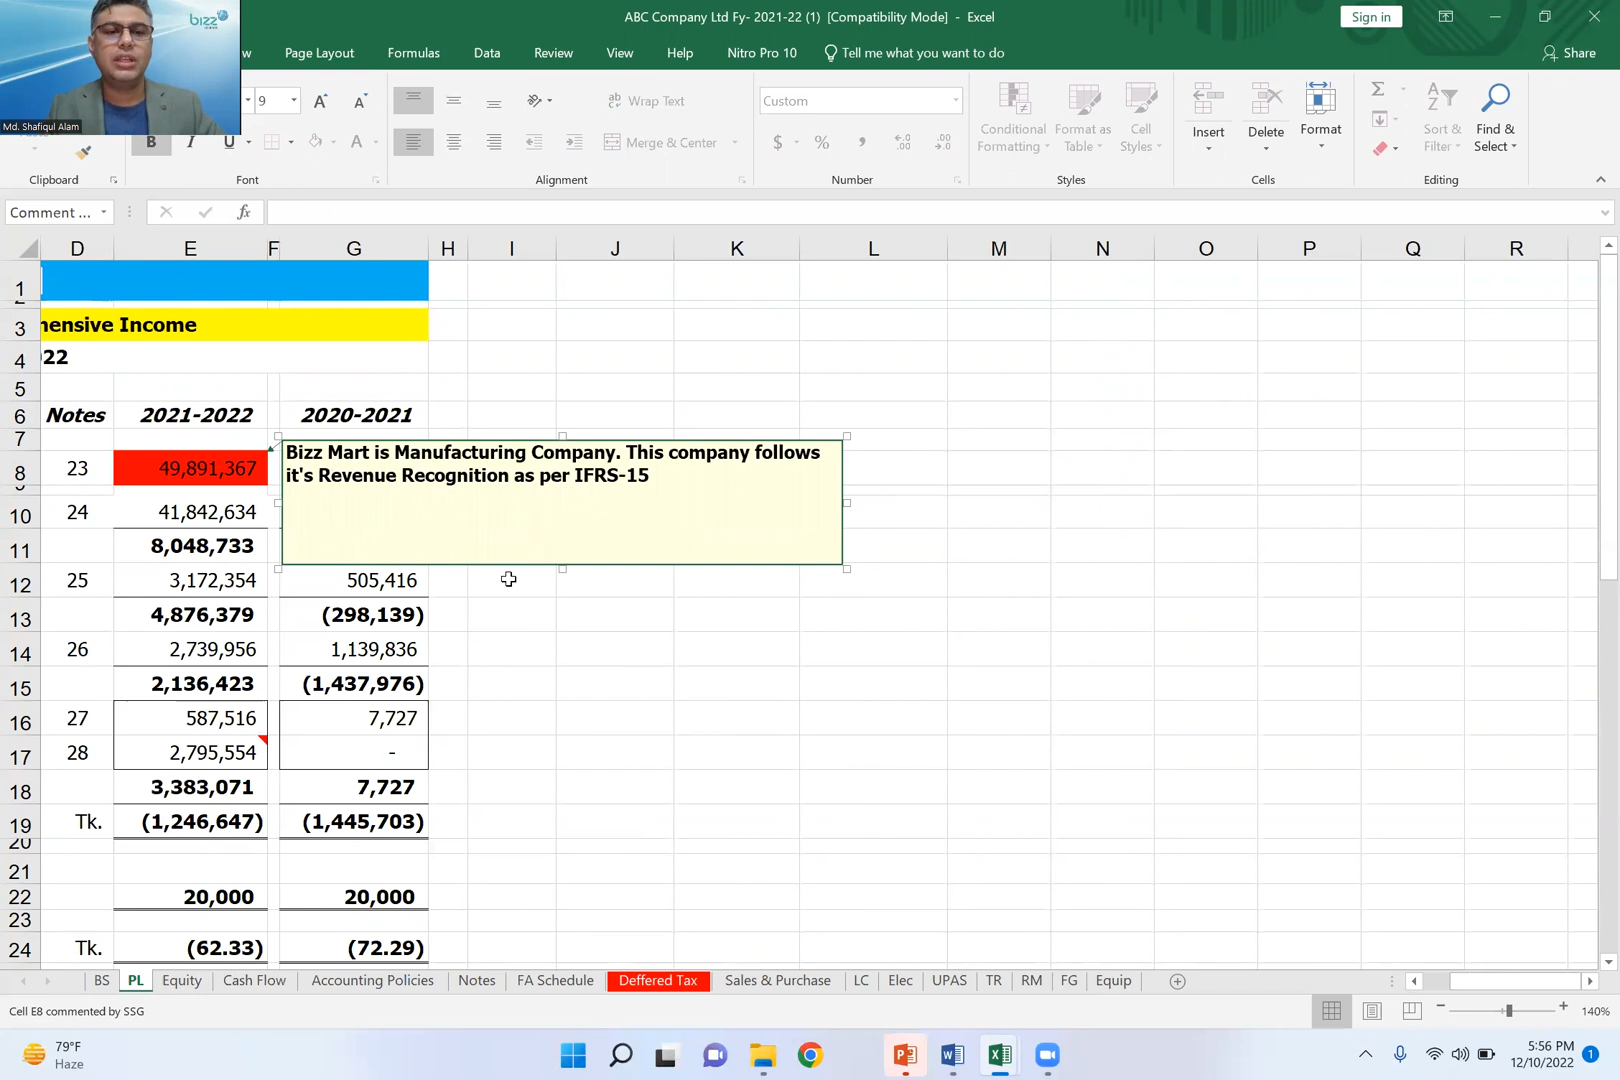 bizz
Md. Shafiqul Alam
ABC Company Ltd Fy- 2021-22 (1) [Compatibility Mode] - Excel
Sign in
w
Page Layout
Formulas
Data
Review
View
Help
Nitro Pro 10
Tell me what you want to do
Share
9
A
A
ab
Wrap Text
Custom
Conditional
Formatting
Format as
Table
Cell
Styles
Insert
Delete
Format
Sort &
Filter
Find &
Select
B I U
A
Merge & Center
$ % ,
Clipboard
Font
Alignment
Number
Styles
Cells
Editing
Comment ...
fx
D E F G H I J K L M N O P Q R
1
3 hensive Income
4 22
5
6 Notes 2021-2022 2020-2021
7
8 23 49,891,367
Bizz Mart is Manufacturing Company. This company follows
it's Revenue Recognition as per IFRS-15
10 24 41,842,634
11 8,048,733
12 25 3,172,354 505,416
13 4,876,379 (298,139)
14 26 2,739,956 1,139,836
15 2,136,423 (1,437,976)
16 27 587,516 7,727
17 28 2,795,554 -
18 3,383,071 7,727
19 Tk. (1,246,647) (1,445,703)
20
21
22 20,000 20,000
23
24 Tk. (62.33) (72.29)
BS PL Equity Cash Flow Accounting Policies Notes FA Schedule Deffered Tax Sales & Purchase LC Elec UPAS TR RM FG Equip
Cell E8 commented by SSG
140%
79°F
Haze
5:56 PM
12/10/2022
1